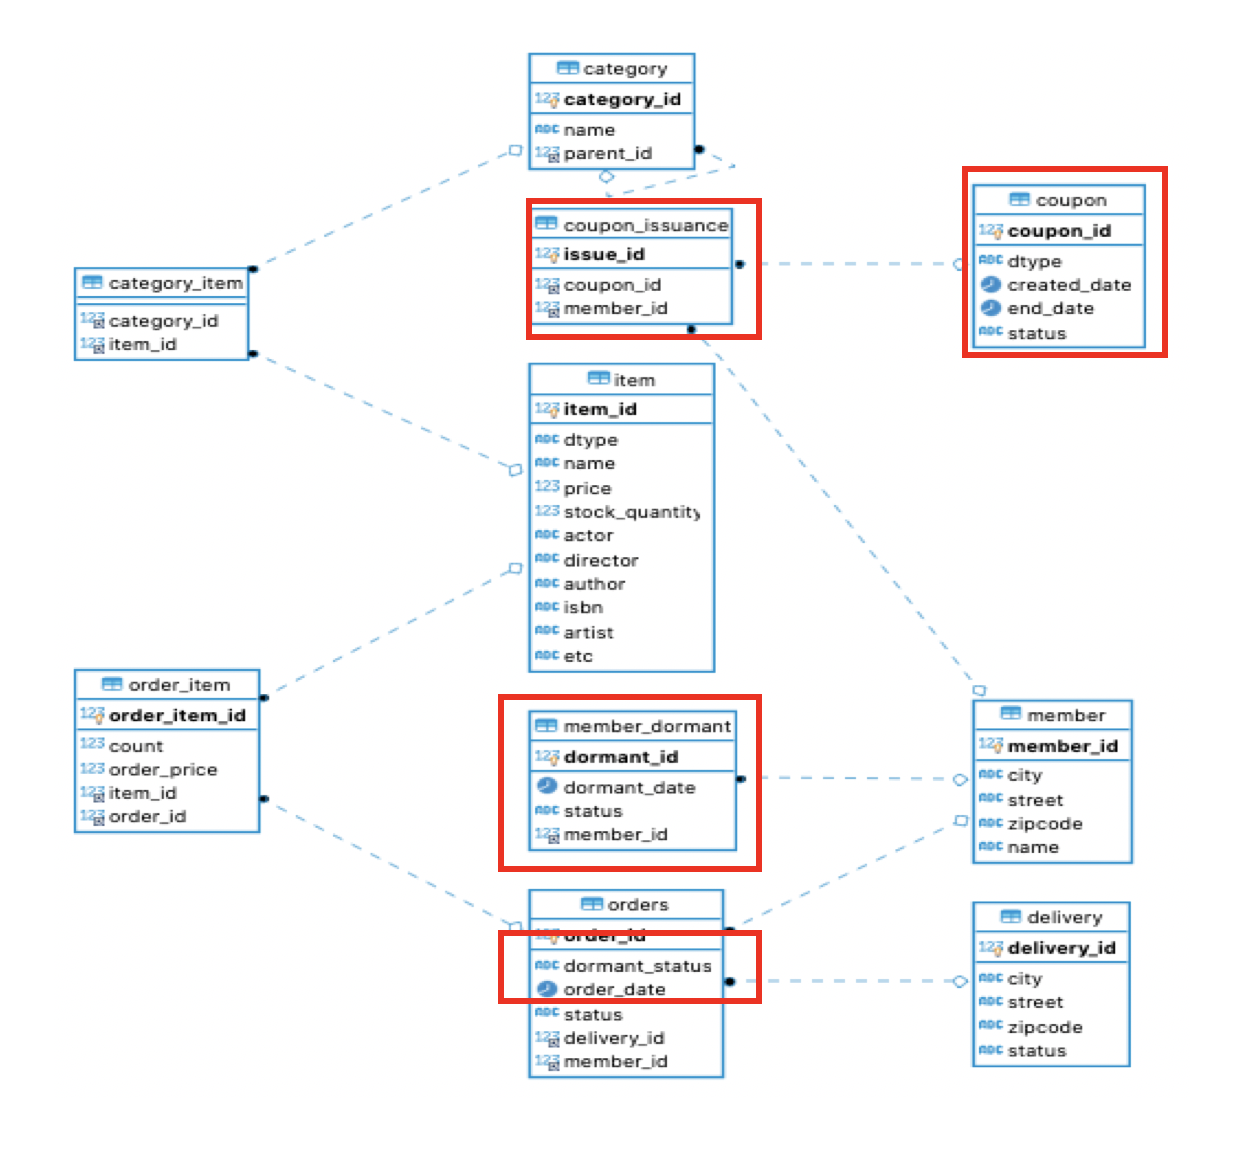 category
123 category_id
ABC name
123 parent_id
coupon_issuance
123 issue_id
123 coupon_id
123 member_id
coupon
123 coupon_id
ABC dtype
created_date
end_date
ABC status
category_item
123 category_id
123 item_id
item
123 item_id
ABC dtype
ABC name
123 price
123 stock_quantity
ABC actor
ABC director
ABC author
ABC isbn
ABC artist
ABC etc
order_item
123 order_item_id
123 count
123 order_price
123 item_id
123 order_id
member_dormant
123 dormant_id
dormant_date
ABC status
123 member_id
member
123 member_id
ABC city
ABC street
ABC zipcode
ABC name
orders
123 order_id
ABC dormant_status
order_date
ABC status
123 delivery_id
123 member_id
delivery
123 delivery_id
ABC city
ABC street
ABC zipcode
ABC status